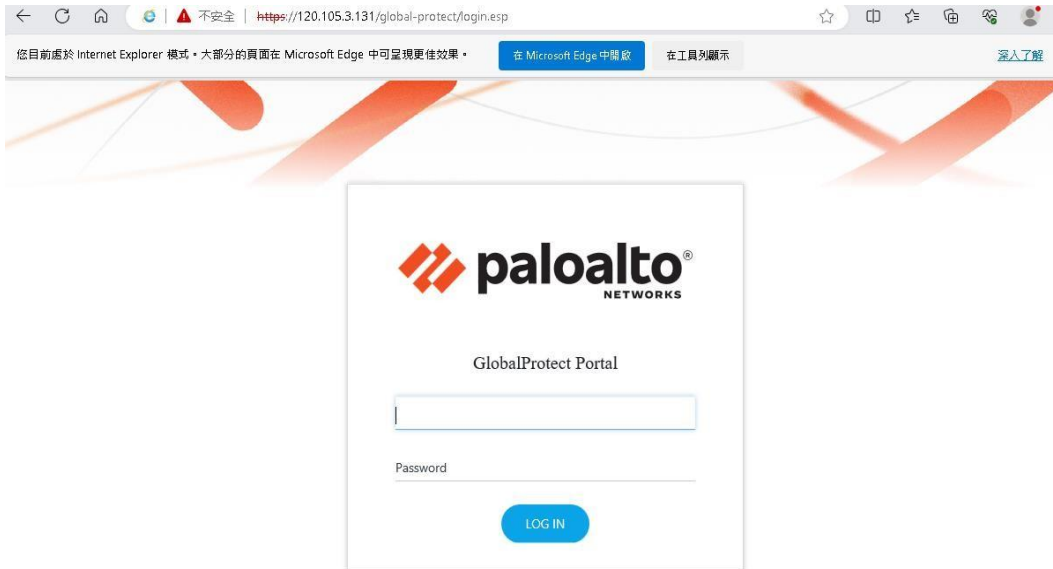 不安全 https://120.105.3.131/global-protect/login.esp
您目前處於 Internet Explorer 模式。大部分的頁面在 Microsoft Edge 中可呈現更佳效果。 在 Microsoft Edge 中開啟 在工具列顯示 深入了解
paloalto®
NETWORKS
GlobalProtect Portal
Password
LOG IN